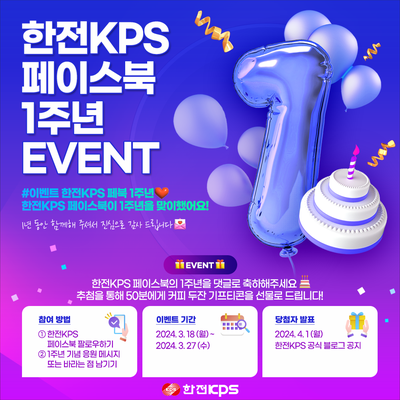 한전KPS
페이스북
1주년
EVENT
#이벤트 한전KPS 페북 1주년
한전KPS 페이스북이 1주년을 맞이했어요!
1년 동안 함께해 주셔서 진심으로 감사 드립니다
EVENT
한전KPS 페이스북의 1주년을 댓글로 축하해주세요
추첨을 통해 50분에게 커피 두잔 기프티콘을 선물로 드립니다!
참여 방법
① 한전KPS
페이스북 팔로우하기
② 1주년 기념 응원 메시지
또는 바라는 점 남기기
이벤트 기간
2024. 3. 18 (월) ~
2024. 3. 27 (수)
당첨자 발표
2024. 4. 1 (월)
한전KPS 공식 블로그 공지
한전KPS